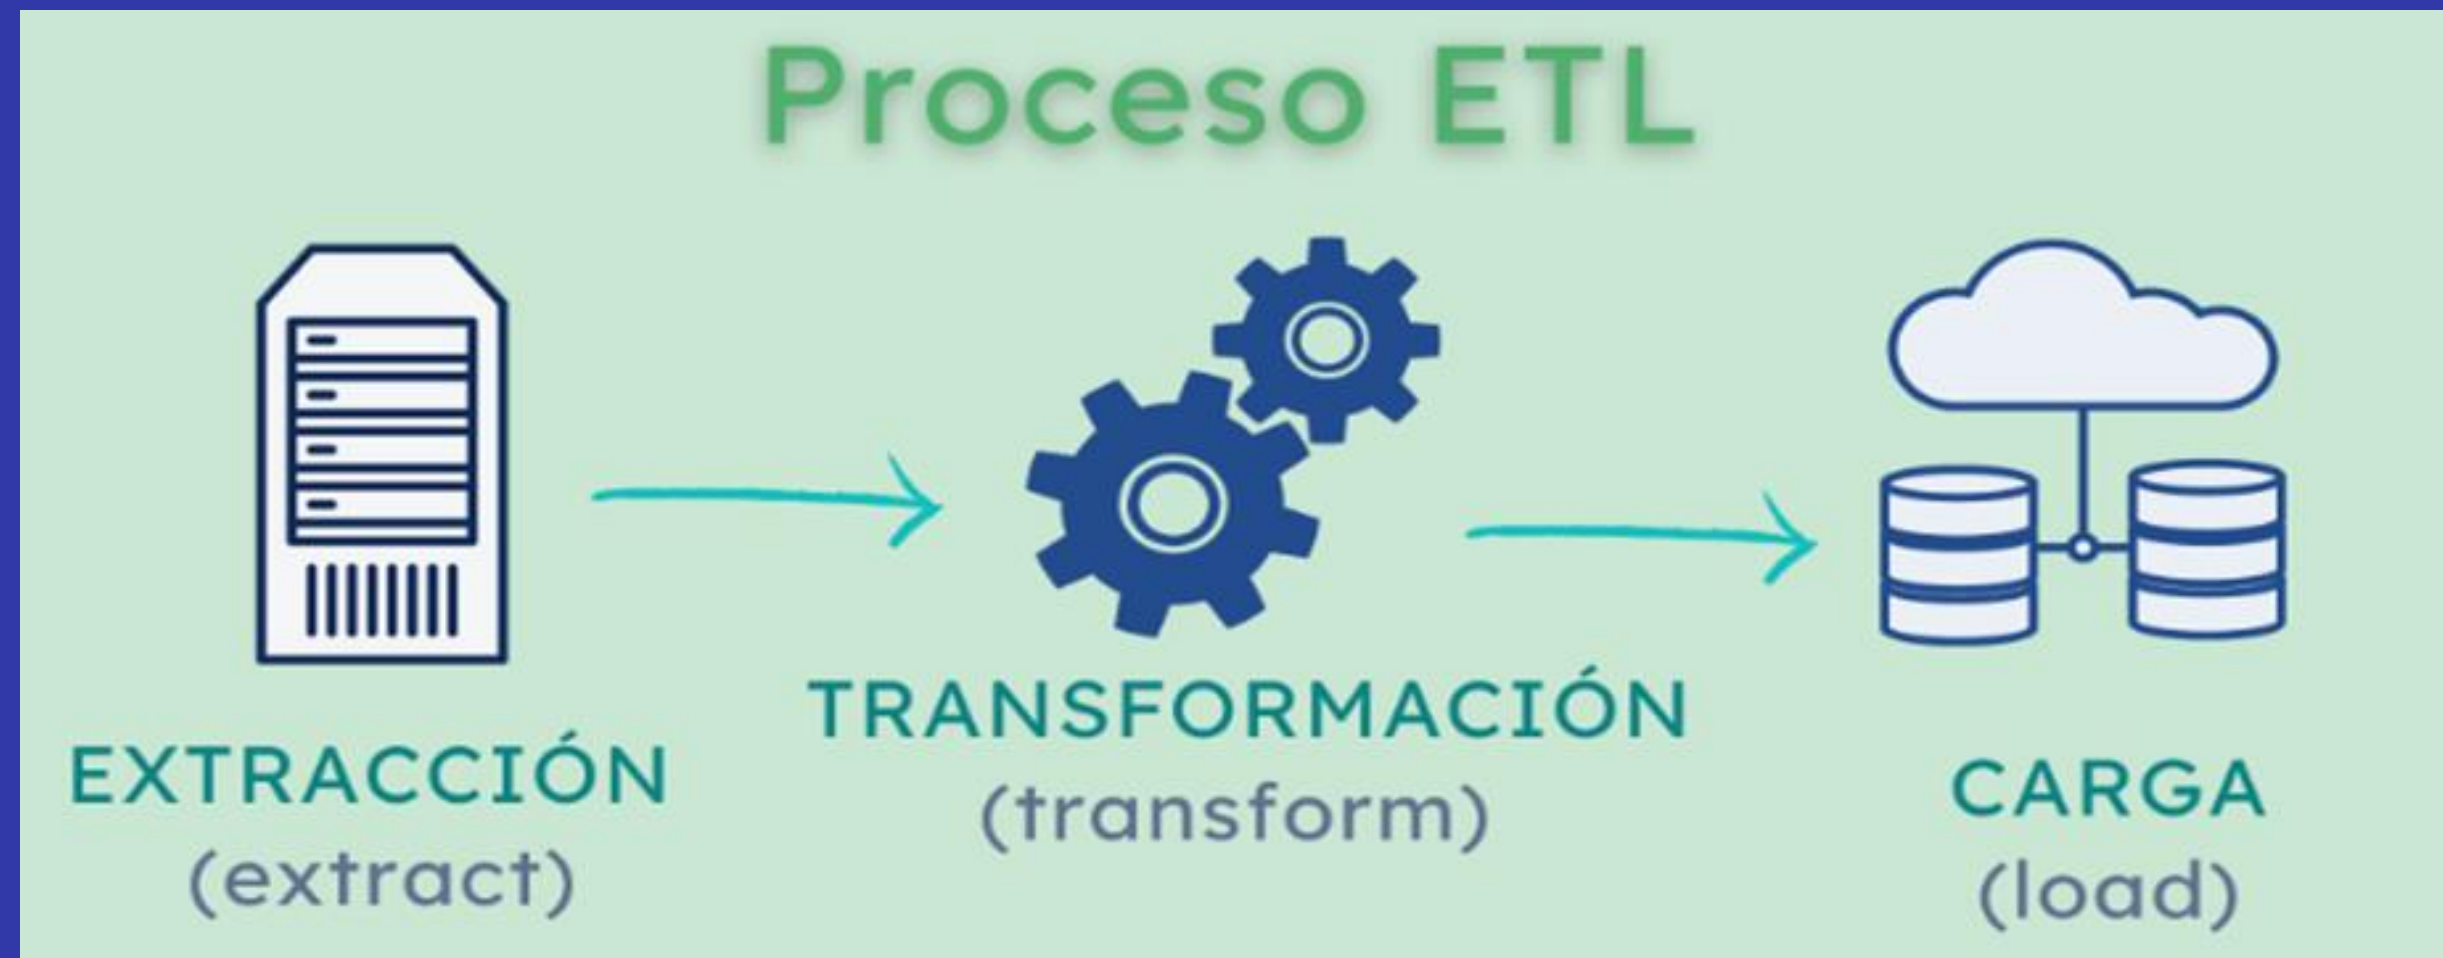 Proceso ETL
EXTRACCIÓN
(extract)
TRANSFORMACIÓN
(transform)
CARGA
(load)